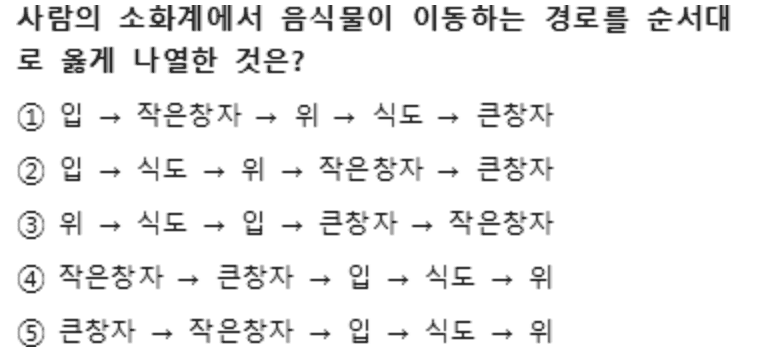 사람의 소화계에서 음식물이 이동하는 경로를 순서대
로 옳게 나열한 것은?
① 입 → 작은창자 → 위 → 식도 → 큰창자
② 입 → 식도 → 위 → 작은창자 → 큰창자
③ 위 → 식도 → 입 → 큰창자 → 작은창자
④ 작은창자 → 큰창자 → 입 → 식도 → 위
⑤ 큰창자 → 작은창자 → 입 → 식도 → 위